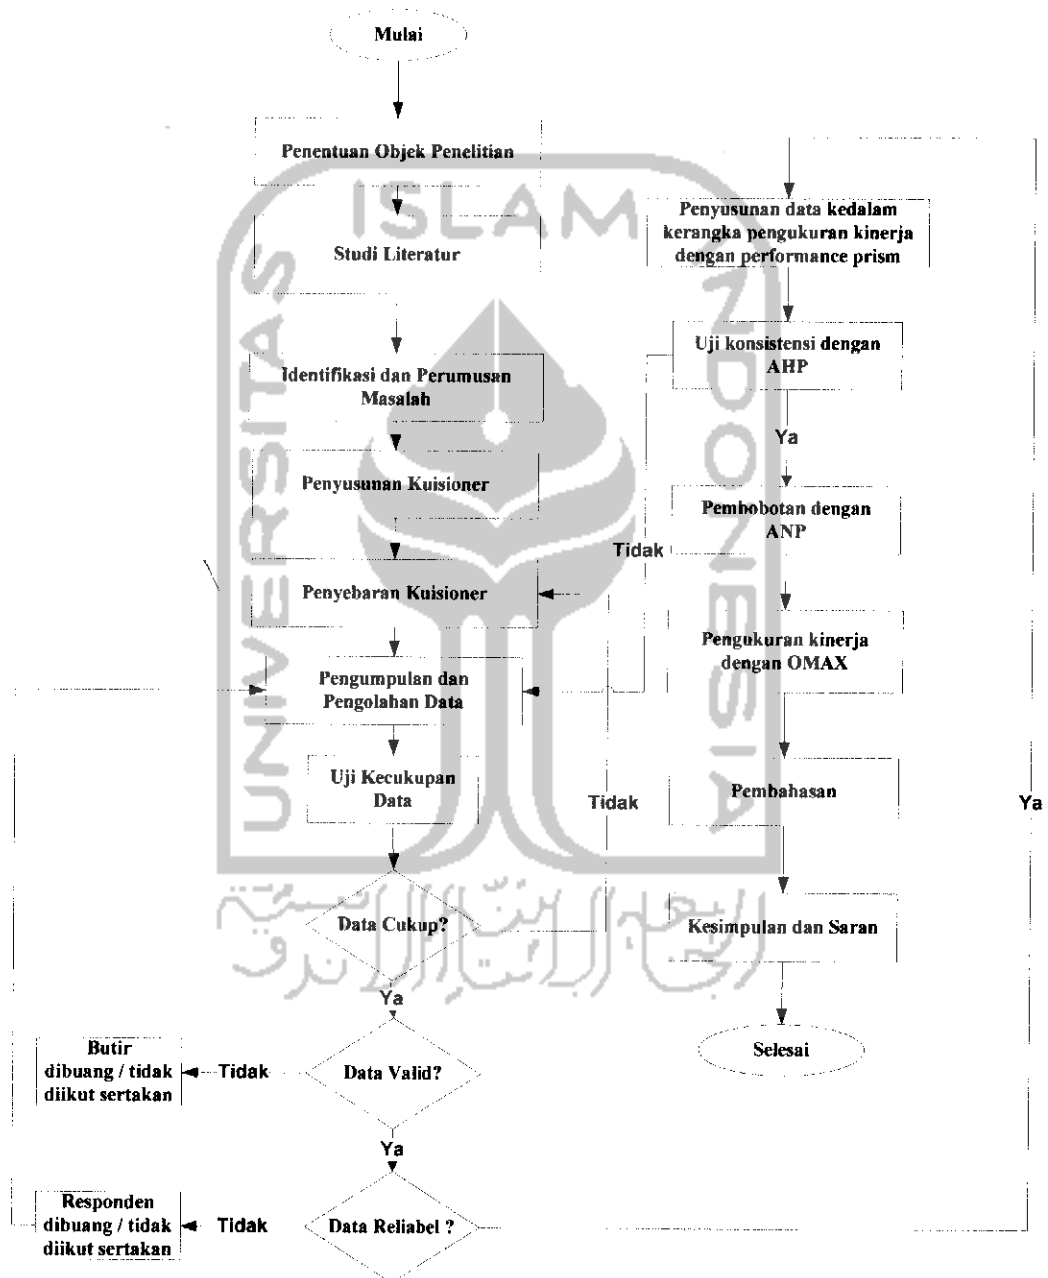 Mulai
Penentuan Objek Penelitian
Studi Literatur
Identifikasi dan Perumusan
Masalah
Penyusunan Kuisioner
Penyebaran Kuisioner
Pengumpulan dan
Pengolahan Data
Uji Kecukupan
Data
Data Cukup?
Tidak
Ya
Data Valid?
Tidak
Butir
dibuang / tidak
diikut sertakan
Ya
Data Reliabel ?
Tidak
Responden
dibuang / tidak
diikut sertakan
Ya
Penyusunan data kedalam
kerangka pengukuran kinerja
dengan performance prism
Uji konsistensi dengan
AHP
Tidak
Ya
Pembobotan dengan
ANP
Pengukuran kinerja
dengan OMAX
Pembahasan
Kesimpulan dan Saran
Selesai
UNIVERSITAS
ISLAM
INDONESIA